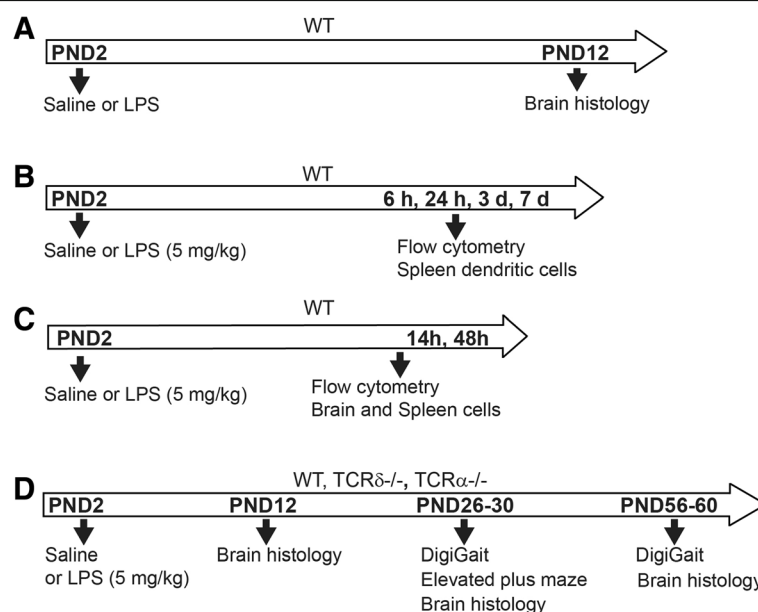 A
WT
PND2 PND12
Saline or LPS Brain histology
B
WT
PND2 6 h, 24 h, 3 d, 7 d
Saline or LPS (5 mg/kg) Flow cytometry
Spleen dendritic cells
C
WT
PND2 14h, 48h
Saline or LPS (5 mg/kg) Flow cytometry
Brain and Spleen cells
D
WT, TCRδ-/-, TCRα-/-
PND2 PND12 PND26-30 PND56-60
Saline Brain histology DigiGait DigiGait
or LPS (5 mg/kg) Elevated plus maze Brain histology
Brain histology